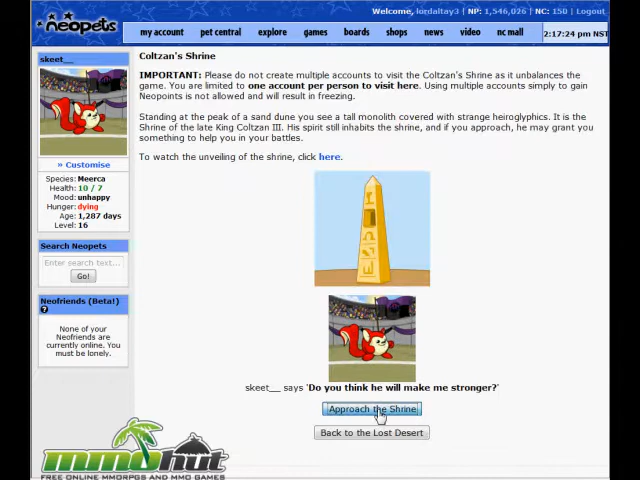 Welcome, lordaltay3 | NP: 1,546,026 | NC: 150 | Logout
neopets
my account pet central explore games boards shops news video nc mall
2:17:24 pm NST
skeet__
» Customise
Species: Meerca
Health: 10 / 7
Mood: unhappy
Hunger: dying
Age: 1,287 days
Level: 16
Search Neopets
Enter search text...
Go!
Neofriends (Beta!)
?
None of your
Neofriends are
currently online. You
must be lonely.
Coltzan's Shrine
IMPORTANT: Please do not create multiple accounts to visit the Coltzan's Shrine as it unbalances the
game. You are limited to one account per person to visit here. Using multiple accounts simply to gain
Neopoints is not allowed and will result in freezing.
Standing at the peak of a sand dune you see a tall monolith covered with strange heiroglyphics. It is the
Shrine of the late King Coltzan III. His spirit still inhabits the shrine, and if you approach, he may grant you
something to help you in your battles.
To watch the unveiling of the shrine, click here.
skeet__ says 'Do you think he will make me stronger?'
Approach the Shrine
Back to the Lost Desert
mmohut
FREE ONLINE MMORPGS AND MMO GAMES